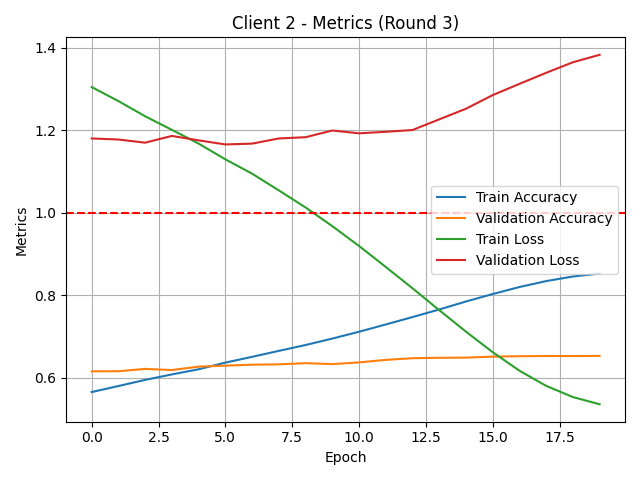 Client 2 - Metrics (Round 3)
1.4
1.2
1.0
0.8
0.6
Metrics
Train Accuracy
Validation Accuracy
Train Loss
Validation Loss
0.0 2.5 5.0 7.5 10.0 12.5 15.0 17.5
Epoch